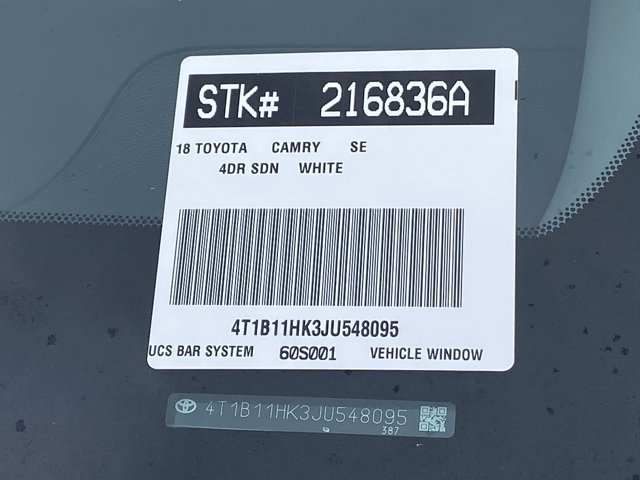 STK# 216836A
18 TOYOTA CAMRY SE
4DR SDN WHITE
4T1B11HK3JU548095
UCS BAR SYSTEM 60S001 VEHICLE WINDOW
4T1B11HK3JU548095
387